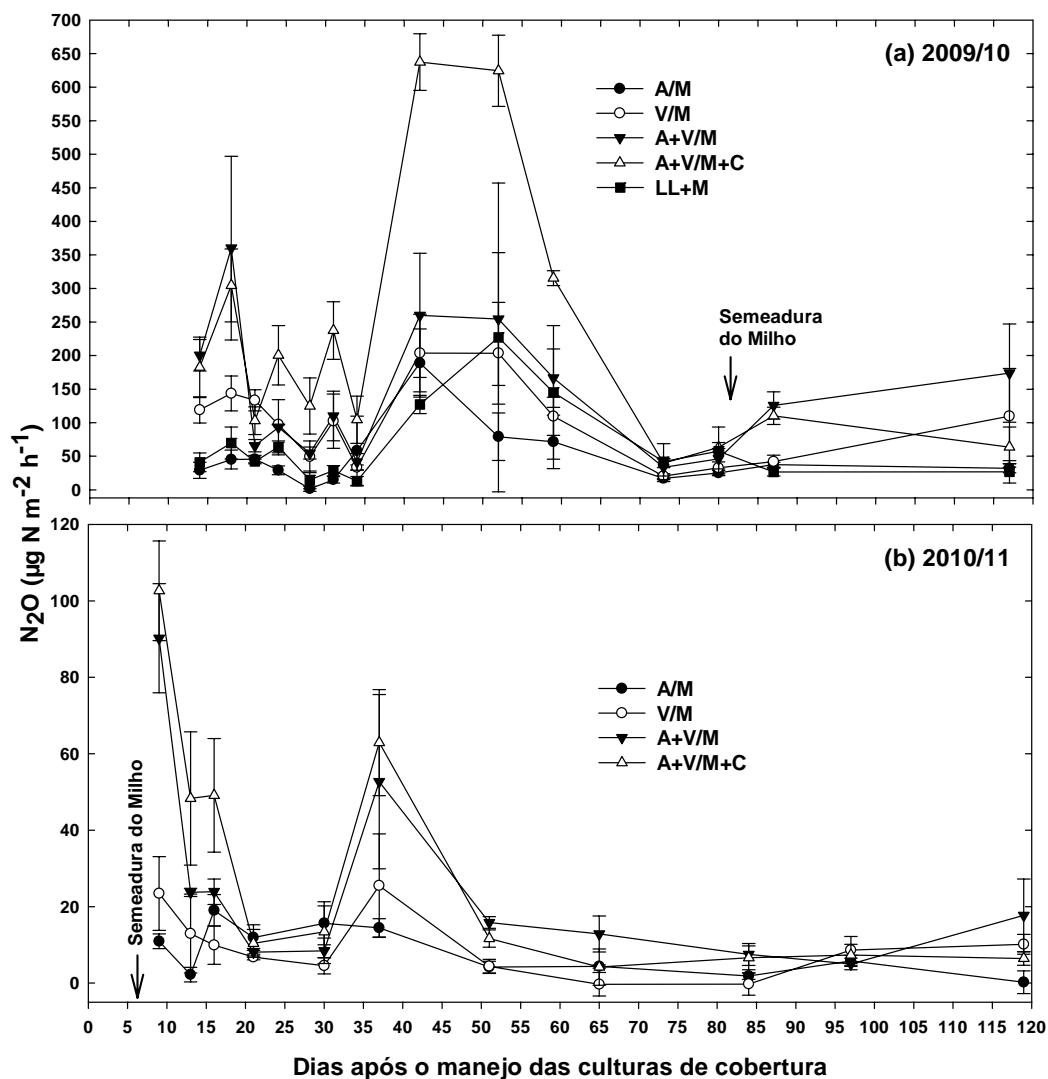 700
650
600
550
500
450
400
350
300
250
200
150
100
50
0
(a) 2009/10
A/M
V/M
A+V/M
A+V/M+C
LL+M
Semeadura
do Milho
N₂O (µg N m⁻² h⁻¹)
120
100
80
60
40
20
0
(b) 2010/11
A/M
V/M
A+V/M
A+V/M+C
Semeadura do Milho
0 5 10 15 20 25 30 35 40 45 50 55 60 65 70 75 80 85 90 95 100 105 110 115 120
Dias após o manejo das culturas de cobertura